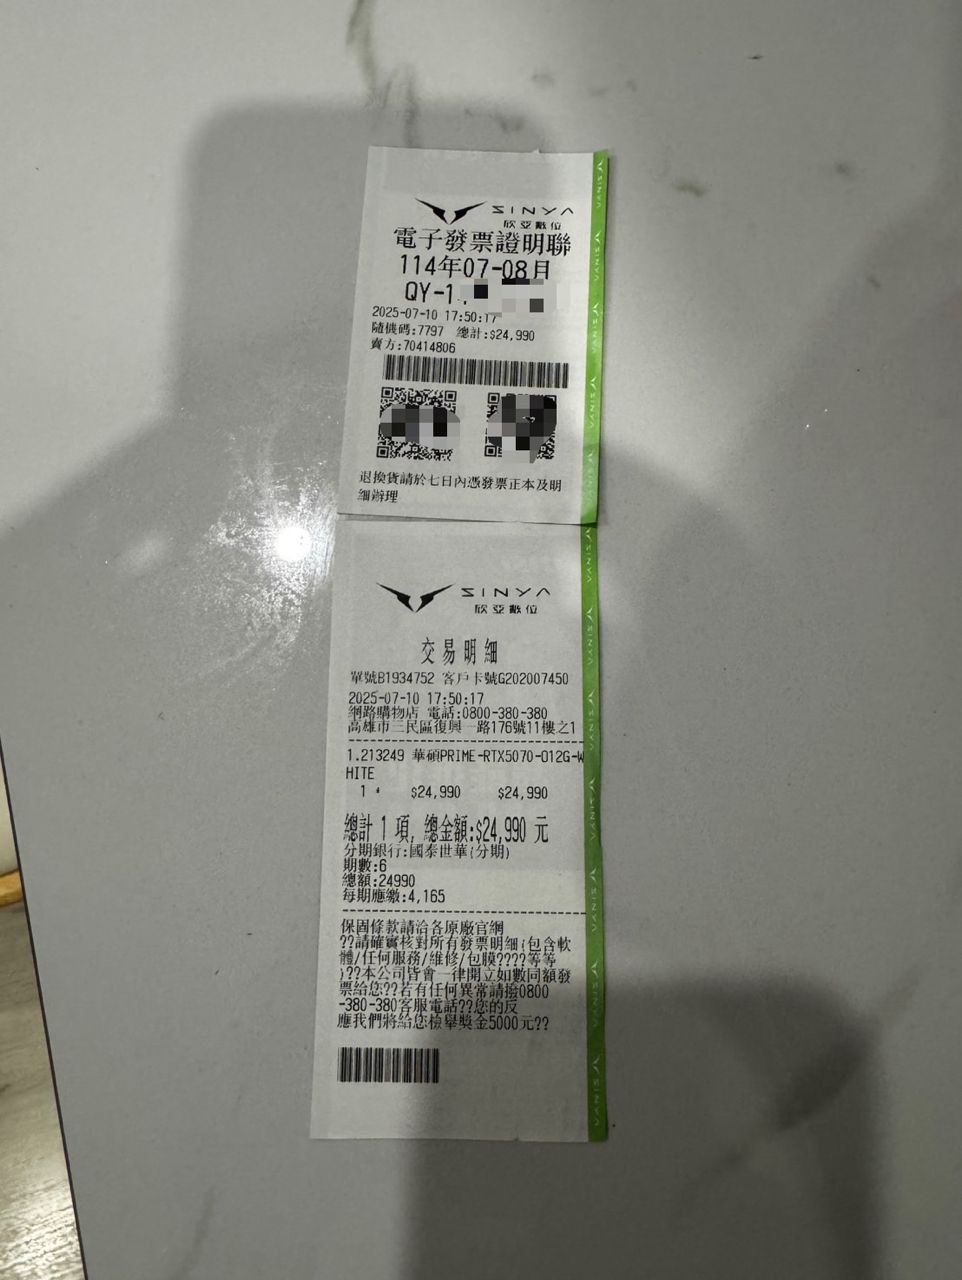 SINYA
欣亞數位
電子發票證明聯
114年07-08月
QY-1
2025-07-10 17:50:17
隨機碼:7797 總計:$24,990
賣方:70414806
退換貨請於七日內憑發票正本及明
細辦理
SINYA
欣亞數位
交易明細
單號B1934752 客戶卡號G202007450
2025-07-10 17:50:17
網路購物店 電話:0800-380-380
高雄市三民區復興一路176號11樓之1
1.213249 華碩PRIME-RTX5070-O12G-W
HITE
1 $24,990 $24,990
總計 1 項, 總金額:$24,990 元
分期銀行:國泰世華(分期)
期數:6
總額:24990
每期應繳:4,165
保固條款請洽各原廠官網
??請確實核對所有發票明細(包含軟
體/任何服務/維修/包膜????等等
)??本公司皆會一律開立如數同額發
票給您??若有任何異常請撥0800
-380-380客服電話??您的反
應我們將給您檢舉獎金5000元??
SINYA
SINYA
SINYA
SINYA
SINYA
SINYA
SINYA
SINYA
SINYA
SINYA
SINYA
SINYA